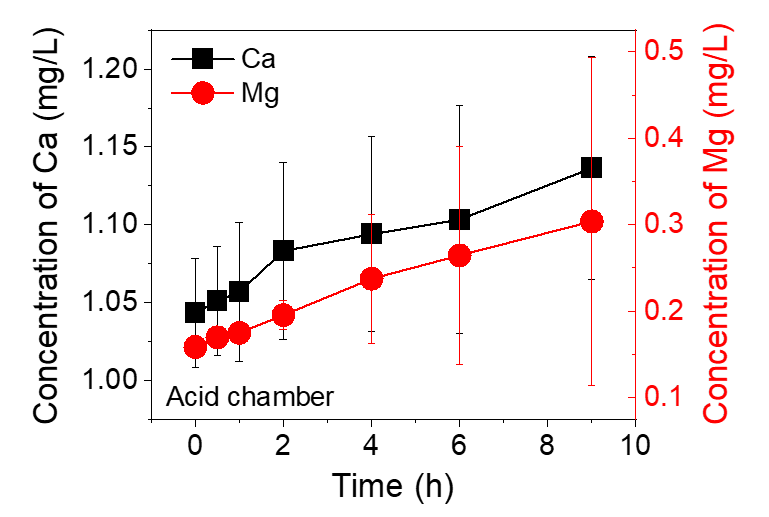 Concentration of Ca (mg/L)
1.20
1.15
1.10
1.05
1.00
Ca
Mg
Acid chamber
0 2 4 6 8 10
Time (h)
0.5
0.4
0.3
0.2
0.1
Concentration of Mg (mg/L)